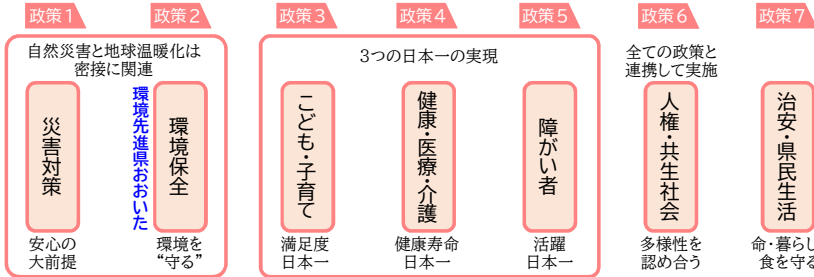 政策1
政策2
政策3
政策4
政策5
政策6
政策7
自然災害と地球温暖化は
密接に関連
3つの日本一の実現
全ての政策と
連携して実施
災害対策
環境先進県おおいた
環境保全
こども・子育て
健康・医療・介護
障がい者
人権・共生社会
治安・県民生活
安心の
大前提
環境を
“守る”
満足度
日本一
健康寿命
日本一
活躍
日本一
多様性を
認め合う
命・暮らし
食を守る